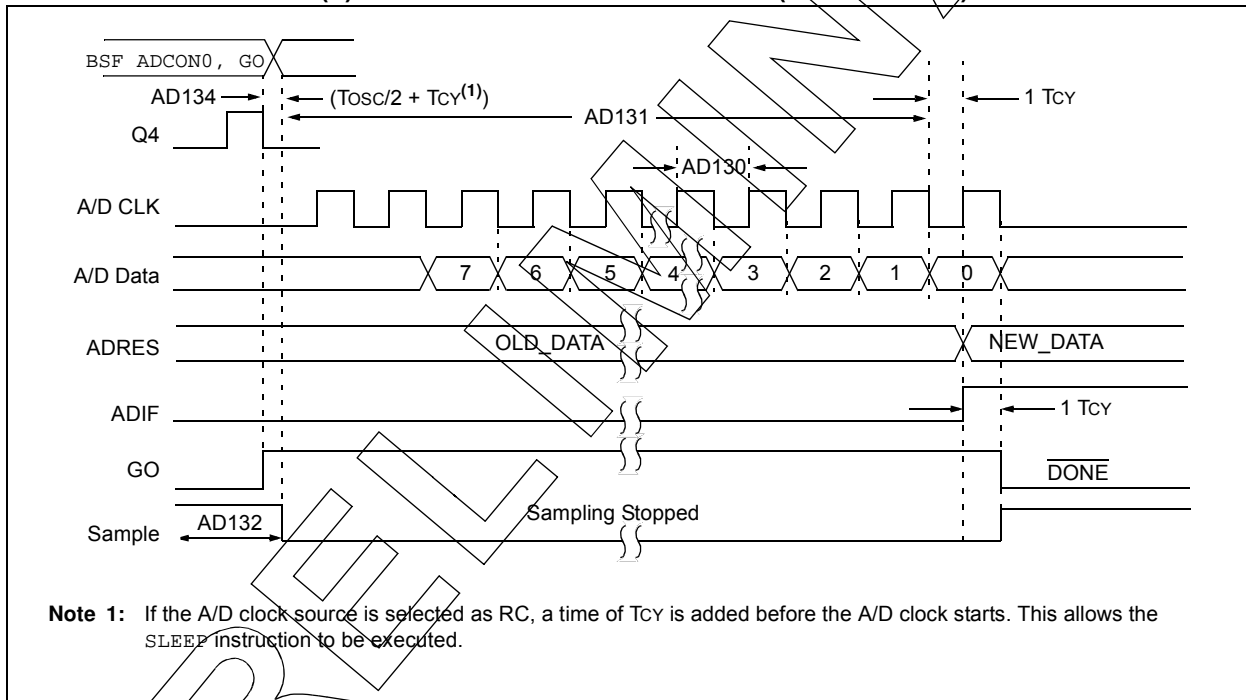 BSF ADCON0, GO
AD134
(TOSC/2 + TCY(1))
1 TCY
AD131
Q4
AD130
A/D CLK
A/D Data
7 6 5 4 3 2 1 0
ADRES
OLD_DATA
NEW_DATA
ADIF
1 TCY
GO
DONE
Sample
AD132
Sampling Stopped
Note 1: If the A/D clock source is selected as RC, a time of TCY is added before the A/D clock starts. This allows the
SLEEP instruction to be executed.